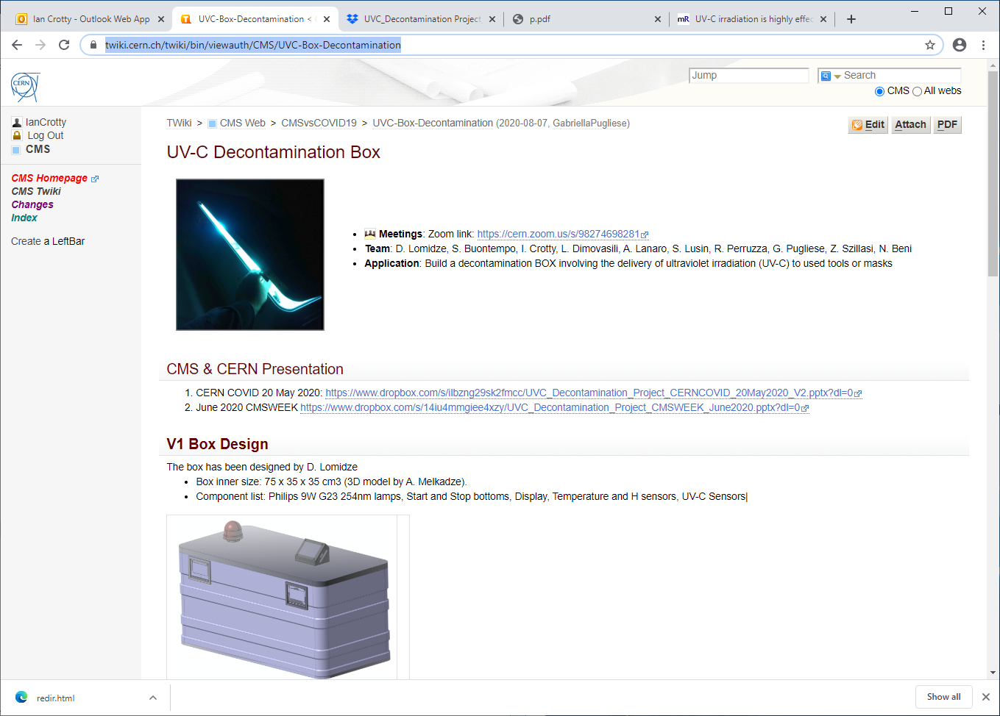 Ian Crotty - Outlook Web App
UVC-Box-Decontamination <
UVC_Decontamination Project
p.pdf
UV-C irradiation is highly effec
twiki.cern.ch/twiki/bin/viewauth/CMS/UVC-Box-Decontamination
CERN
Jump
Search
CMS All webs
IanCrotty
Log Out
CMS
CMS Homepage
CMS Twiki
Changes
Index
Create a LeftBar
TWiki > CMS Web > CMSvsCOVID19 > UVC-Box-Decontamination (2020-08-07, GabriellaPugliese)
Edit Attach PDF
UV-C Decontamination Box
• Meetings: Zoom link: https://cern.zoom.us/s/98274698281
• Team: D. Lomidze, S. Buontempo, I. Crotty, L. Dimovasili, A. Lanaro, S. Lusin, R. Perruzza, G. Pugliese, Z. Szillasi, N. Beni
• Application: Build a decontamination BOX involving the delivery of ultraviolet irradiation (UV-C) to used tools or masks
CMS & CERN Presentation
1. CERN COVID 20 May 2020: https://www.dropbox.com/s/ilbzng29sk2fmcc/UVC_Decontamination_Project_CERNCOVID_20May2020_V2.pptx?dl=0
2. June 2020 CMSWEEK https://www.dropbox.com/s/14iu4mmgiee4xzy/UVC_Decontamination_Project_CMSWEEK_June2020.pptx?dl=0
V1 Box Design
The box has been designed by D. Lomidze
• Box inner size: 75 x 35 x 35 cm3 (3D model by A. Melkadze).
• Component list: Philips 9W G23 254nm lamps, Start and Stop bottoms, Display, Temperature and H sensors, UV-C Sensors|
redir.html
Show all